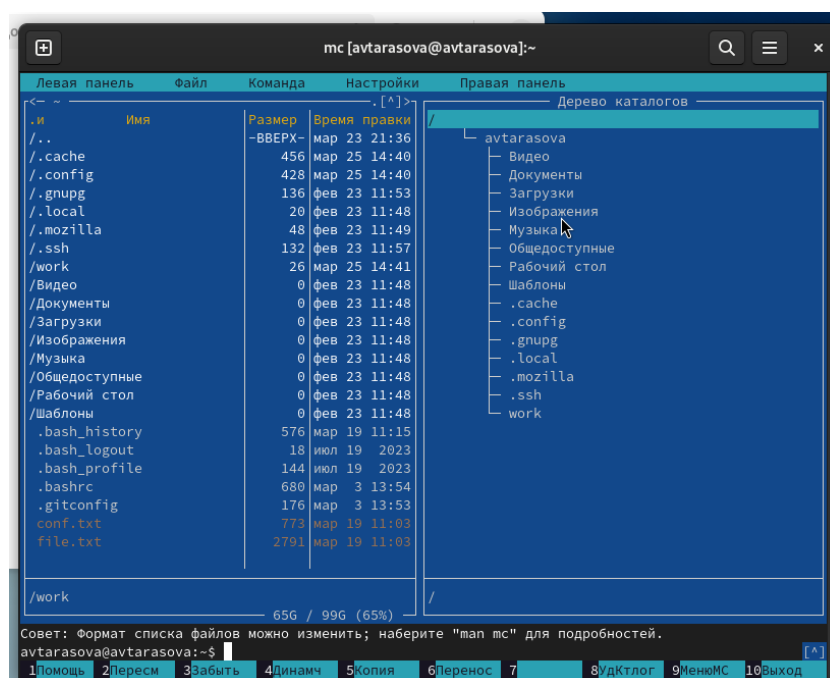 mc [avtarasova@avtarasova]:~
Левая панель Файл Команда Настройки Правая панель
<— ~ .[^]>
.и Имя Размер Время правки
/.. -ВВЕРХ- мар 23 21:36
/.cache 456 мар 25 14:40
/.config 428 мар 25 14:40
/.gnupg 136 фев 23 11:53
/.local 20 фев 23 11:48
/.mozilla 48 фев 23 11:49
/.ssh 132 фев 23 11:57
/work 26 мар 25 14:41
/Видео 0 фев 23 11:48
/Документы 0 фев 23 11:48
/Загрузки 0 фев 23 11:48
/Изображения 0 фев 23 11:48
/Музыка 0 фев 23 11:48
/Общедоступные 0 фев 23 11:48
/Рабочий стол 0 фев 23 11:48
/Шаблоны 0 фев 23 11:48
.bash_history 576 мар 19 11:15
.bash_logout 18 июл 19 2023
.bash_profile 144 июл 19 2023
.bashrc 680 мар 3 13:54
.gitconfig 176 мар 3 13:53
conf.txt 773 мар 19 11:03
file.txt 2791 мар 19 11:03
/work
65G / 99G (65%)
Дерево каталогов
/
avtarasova
Видео
Документы
Загрузки
Изображения
Музыка
Общедоступные
Рабочий стол
Шаблоны
.cache
.config
.gnupg
.local
.mozilla
.ssh
work
/
Совет: Формат списка файлов можно изменить; наберите "man mc" для подробностей.
avtarasova@avtarasova:~$ [^]
1Помощь 2Пересм 3Забыть 4Динамч 5Копия 6Перенос 7 8УдКтлог 9МенюMC 10Выход